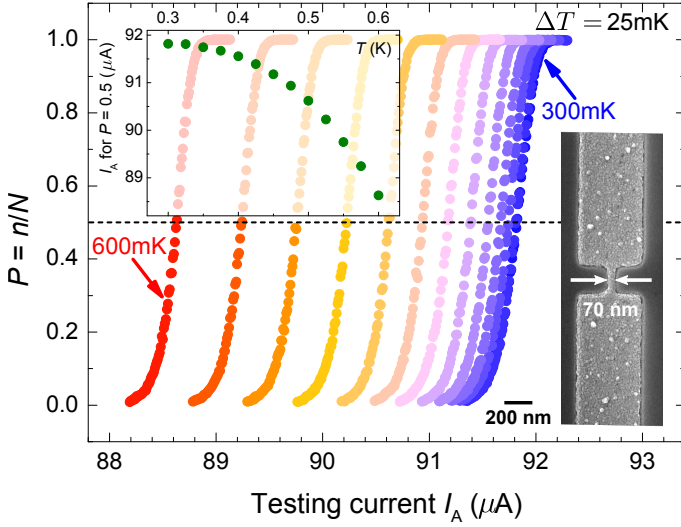 0.3 0.4 0.5 0.6
ΔT = 25mK
T (K)
92
91
90
89
I_A for P = 0.5 (μA)
300mK
600mK
70 nm
200 nm
1.0
0.8
0.6
0.4
0.2
0.0
P = n/N
88 89 90 91 92 93
Testing current I_A (μA)